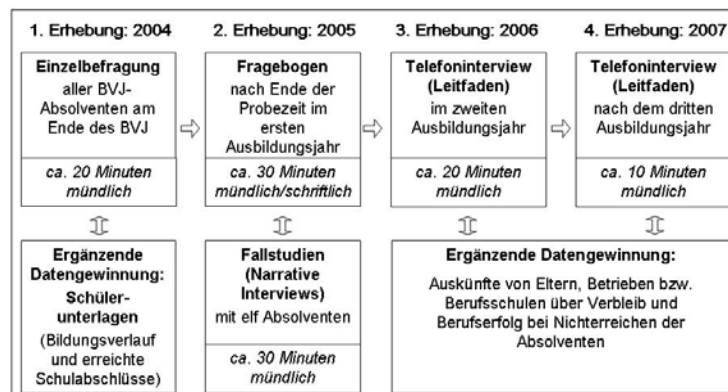 1. Erhebung: 2004
Einzelbefragung
aller BVJ-
Absolventen am
Ende des BVJ
ca. 20 Minuten
mündlich
2. Erhebung: 2005
Fragebogen
nach Ende der
Probezeit im
ersten
Ausbildungsjahr
ca. 30 Minuten
mündlich/schriftlich
3. Erhebung: 2006
Telefoninterview
(Leitfaden)
im zweiten
Ausbildungsjahr
ca. 20 Minuten
mündlich
4. Erhebung: 2007
Telefoninterview
(Leitfaden)
nach dem dritten
Ausbildungsjahr
ca. 10 Minuten
mündlich
Ergänzende
Datengewinnung:
Schüler-
unterlagen
(Bildungsverlauf
und erreichte
Schulabschlüsse)
Fallstudien
(Narrative
Interviews)
mit elf Absolventen
ca. 30 Minuten
mündlich
Ergänzende Datengewinnung:
Auskünfte von Eltern, Betrieben bzw.
Berufsschulen über Verbleib und
Berufserfolg bei Nichterreichen der
Absolventen